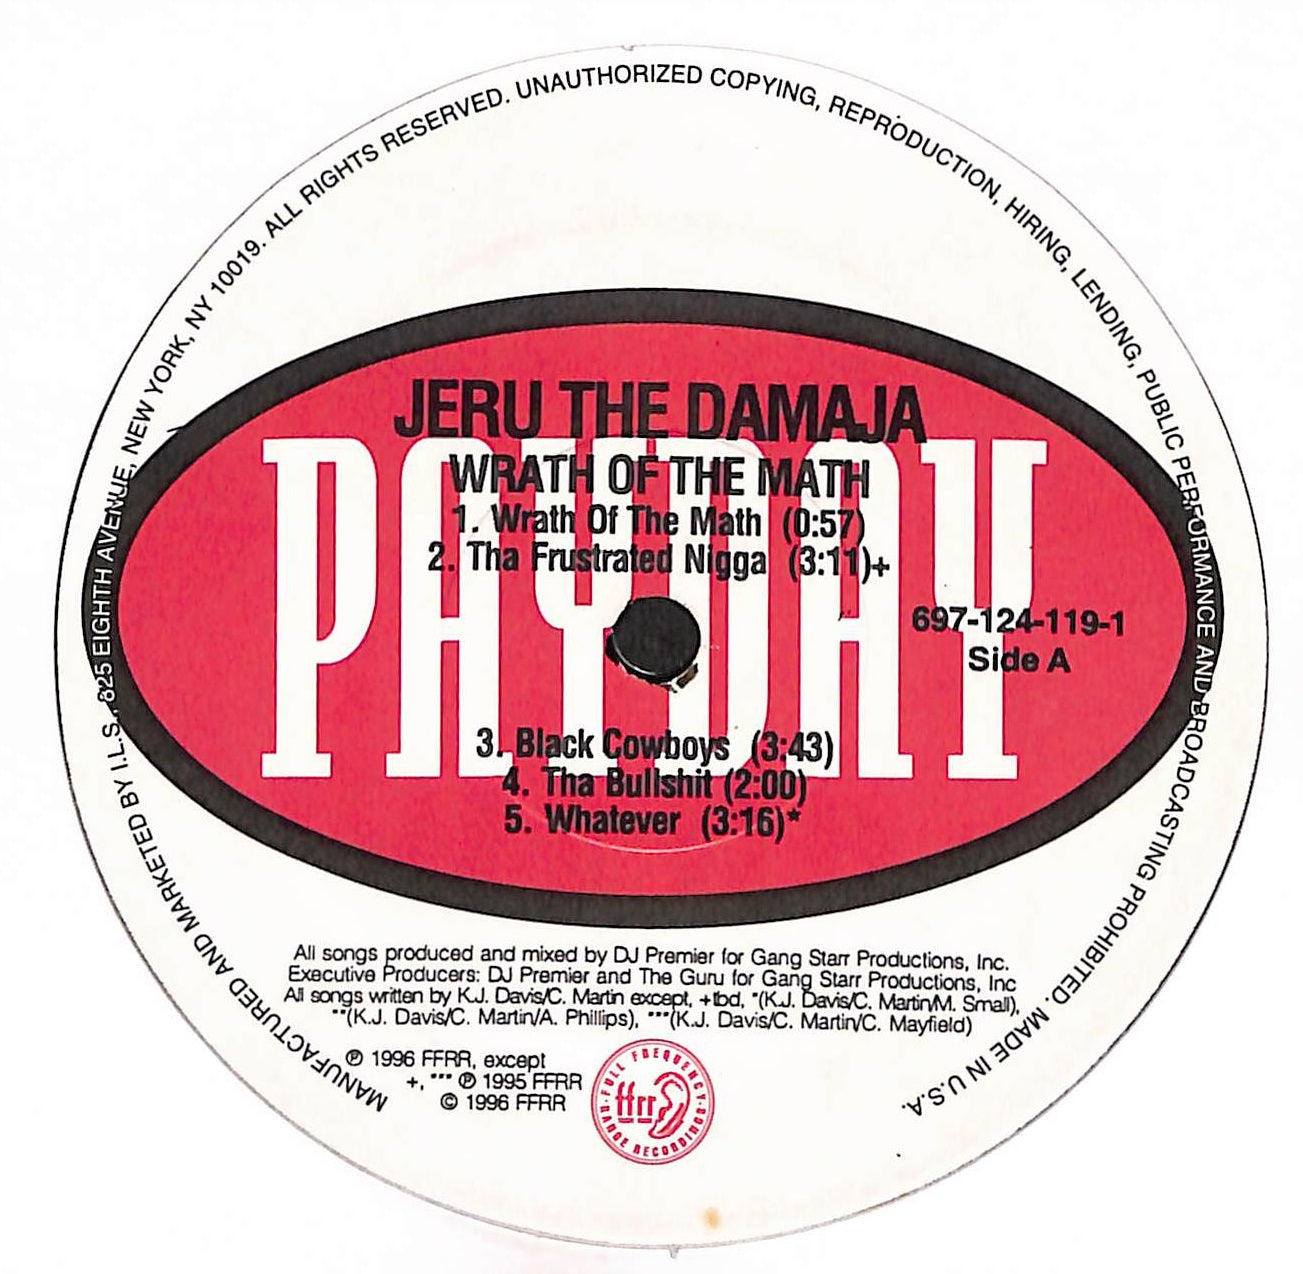 MANUFACTURED AND MARKETED BY I.L.S., 825 EIGHTH AVENUE, NEW YORK, NY 10019. ALL RIGHTS RESERVED. UNAUTHORIZED COPYING, REPRODUCTION, HIRING, LENDING, PUBLIC PERFORMANCE AND BROADCASTING PROHIBITED. MADE IN U.S.A.
PAYDAY
JERU THE DAMAJA
WRATH OF THE MATH
1. Wrath Of The Math (0:57)
2. Tha Frustrated Nigga (3:11)+
697-124-119-1
Side A
3. Black Cowboys (3:43)
4. Tha Bullshit (2:00)
5. Whatever (3:16)*
All songs produced and mixed by DJ Premier for Gang Starr Productions, Inc.
Executive Producers: DJ Premier and The Guru for Gang Starr Productions, Inc
All songs written by K.J. Davis/C. Martin except, +tbd, *(K.J. Davis/C. Martin/M. Small),
**(K.J. Davis/C. Martin/A. Phillips), ***(K.J. Davis/C. Martin/C. Mayfield)
℗ 1996 FFRR, except
+, *** ℗ 1995 FFRR
© 1996 FFRR
FULL FREQUENCY
ffrr
RANGE RECORDINGS